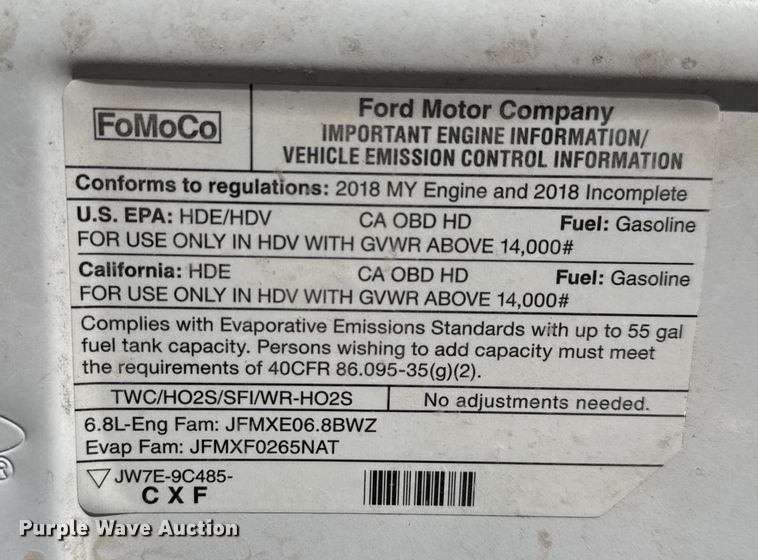 FoMoCo
Ford Motor Company
IMPORTANT ENGINE INFORMATION/
VEHICLE EMISSION CONTROL INFORMATION
Conforms to regulations: 2018 MY Engine and 2018 Incomplete
U.S. EPA: HDE/HDV CA OBD HD Fuel: Gasoline
FOR USE ONLY IN HDV WITH GVWR ABOVE 14,000#
California: HDE CA OBD HD Fuel: Gasoline
FOR USE ONLY IN HDV WITH GVWR ABOVE 14,000#
Complies with Evaporative Emissions Standards with up to 55 gal
fuel tank capacity. Persons wishing to add capacity must meet
the requirements of 40CFR 86.095-35(g)(2).
TWC/HO2S/SFI/WR-HO2S No adjustments needed.
6.8L-Eng Fam: JFMXE06.8BWZ
Evap Fam: JFMXF0265NAT
JW7E-9C485-
C X F
®
Purple Wave Auction